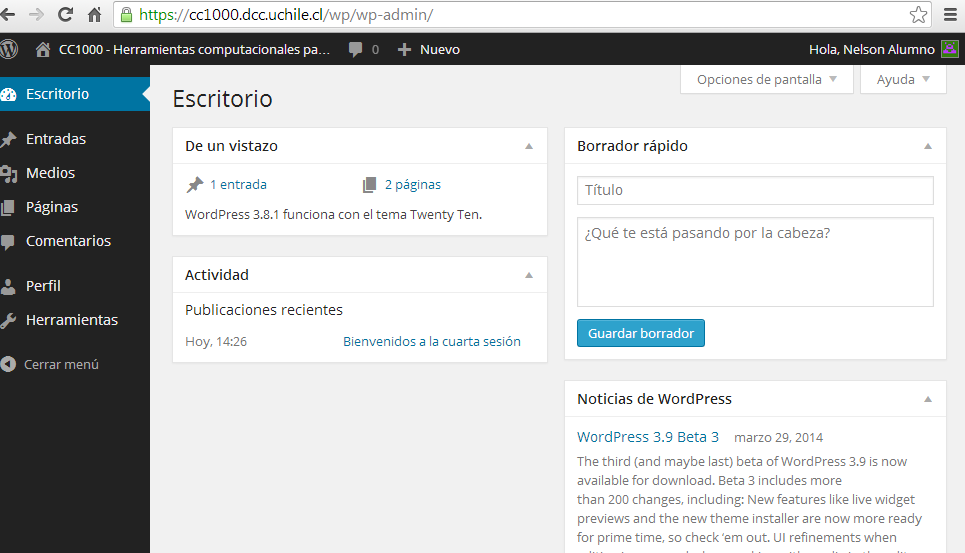 https://cc1000.dcc.uchile.cl/wp/wp-admin/
CC1000 - Herramientas computacionales pa... 0 Nuevo Hola, Nelson Alumno
Opciones de pantalla Ayuda
Escritorio
Entradas
Medios
Páginas
Comentarios
Perfil
Herramientas
Cerrar menú
Escritorio
De un vistazo
1 entrada 2 páginas
WordPress 3.8.1 funciona con el tema Twenty Ten.
Actividad
Publicaciones recientes
Hoy, 14:26 Bienvenidos a la cuarta sesión
Borrador rápido
Título
¿Qué te está pasando por la cabeza?
Guardar borrador
Noticias de WordPress
WordPress 3.9 Beta 3 marzo 29, 2014
The third (and maybe last) beta of WordPress 3.9 is now
available for download. Beta 3 includes more
than 200 changes, including: New features like live widget
previews and the new theme installer are now more ready
for prime time, so check 'em out. UI refinements when